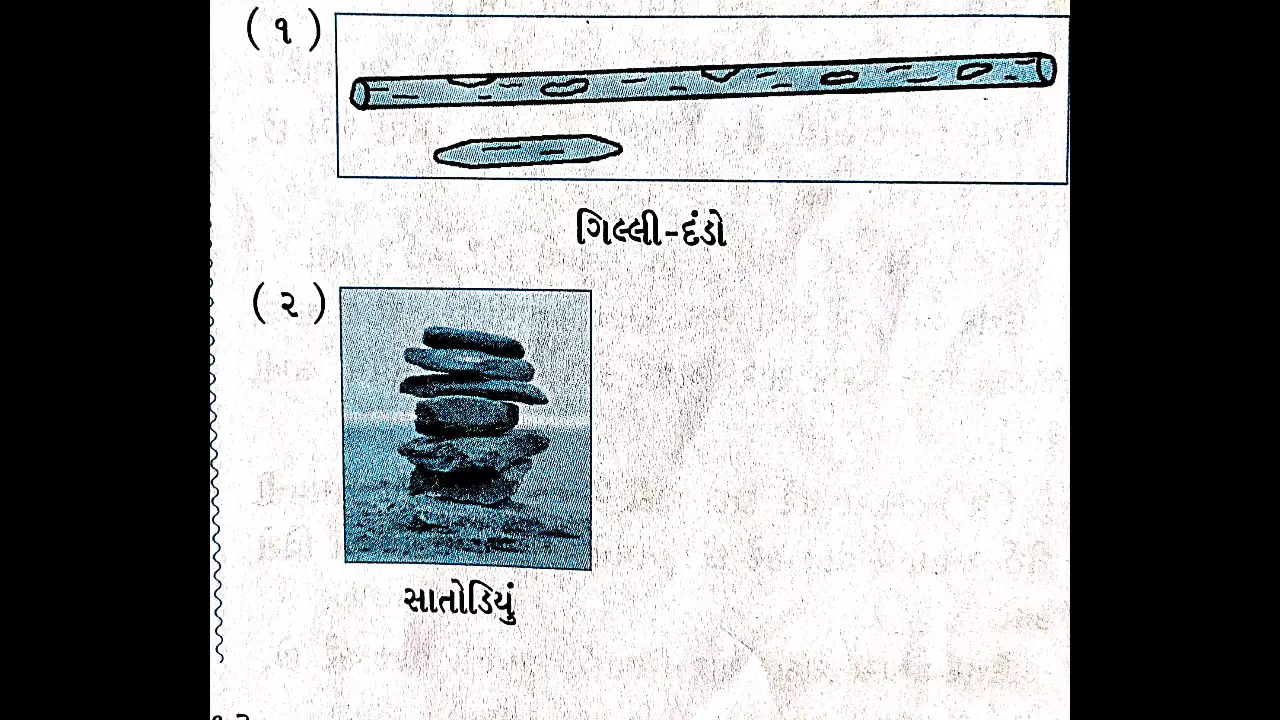 ( ૧ )
ગિલ્લી-દંડો
( ૨ )
સાતોડિયું